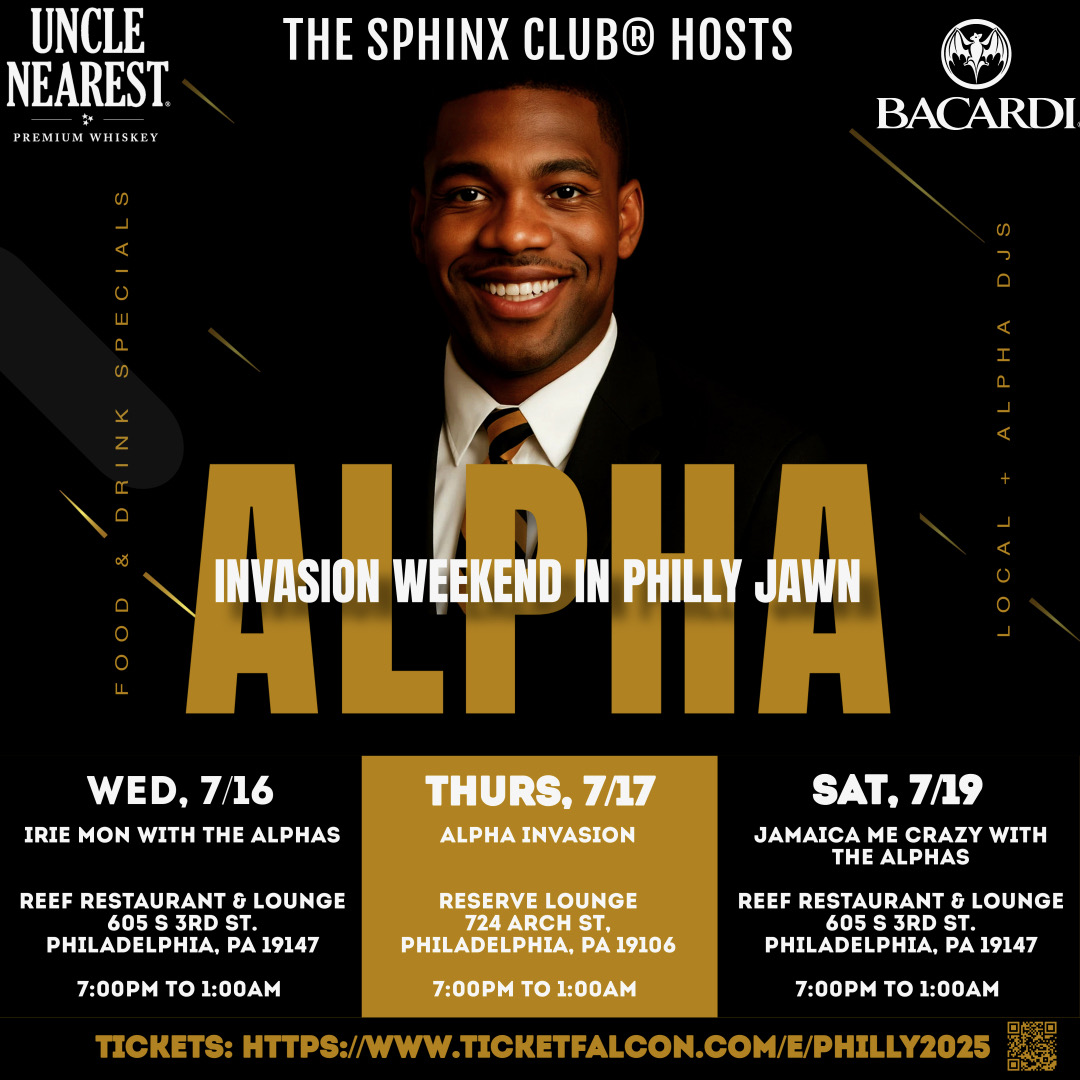 UNCLE
NEAREST®
PREMIUM WHISKEY
THE SPHINX CLUB® HOSTS
BACARDI
FOOD & DRINK SPECIALS
LOCAL + ALPHA DJS
ALPHA
INVASION WEEKEND IN PHILLY JAWN
WED, 7/16
IRIE MON WITH THE ALPHAS
REEF RESTAURANT & LOUNGE
605 S 3RD ST.
PHILADELPHIA, PA 19147
7:00PM TO 1:00AM
THURS, 7/17
ALPHA INVASION
RESERVE LOUNGE
724 ARCH ST,
PHILADELPHIA, PA 19106
7:00PM TO 1:00AM
SAT, 7/19
JAMAICA ME CRAZY WITH
THE ALPHAS
REEF RESTAURANT & LOUNGE
605 S 3RD ST.
PHILADELPHIA, PA 19147
7:00PM TO 1:00AM
TICKETS: HTTPS://WWW.TICKETFALCON.COM/E/PHILLY2025